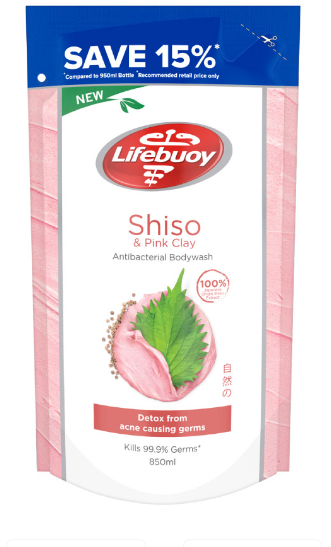 SAVE 15%*
*Compared to 950ml Bottle *Recommended retail price only
NEW
Lifebuoy
Shiso
& Pink Clay
Antibacterial Bodywash
100%
自然の
Detox from
acne causing germs
Kills 99.9% Germs*
850ml